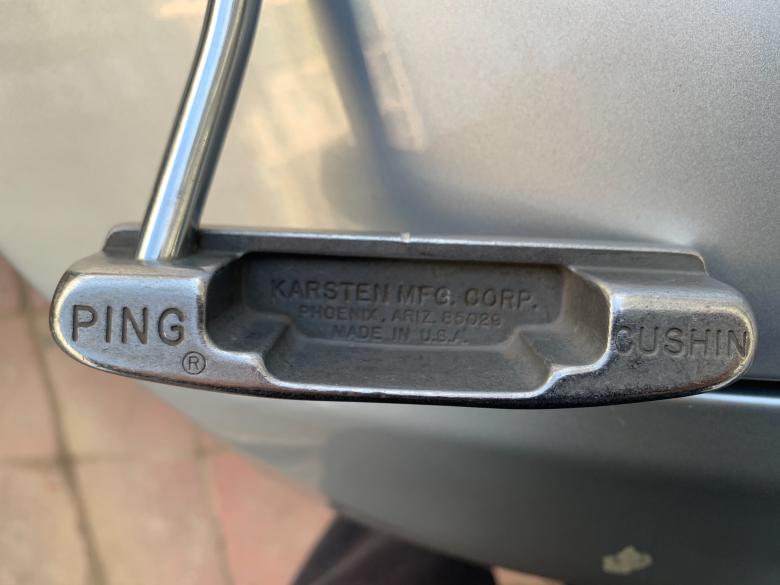 PING
®
KARSTEN MFG. CORP.
PHOENIX, ARIZ. 85029
MADE IN U.S.A.
CUSHIN